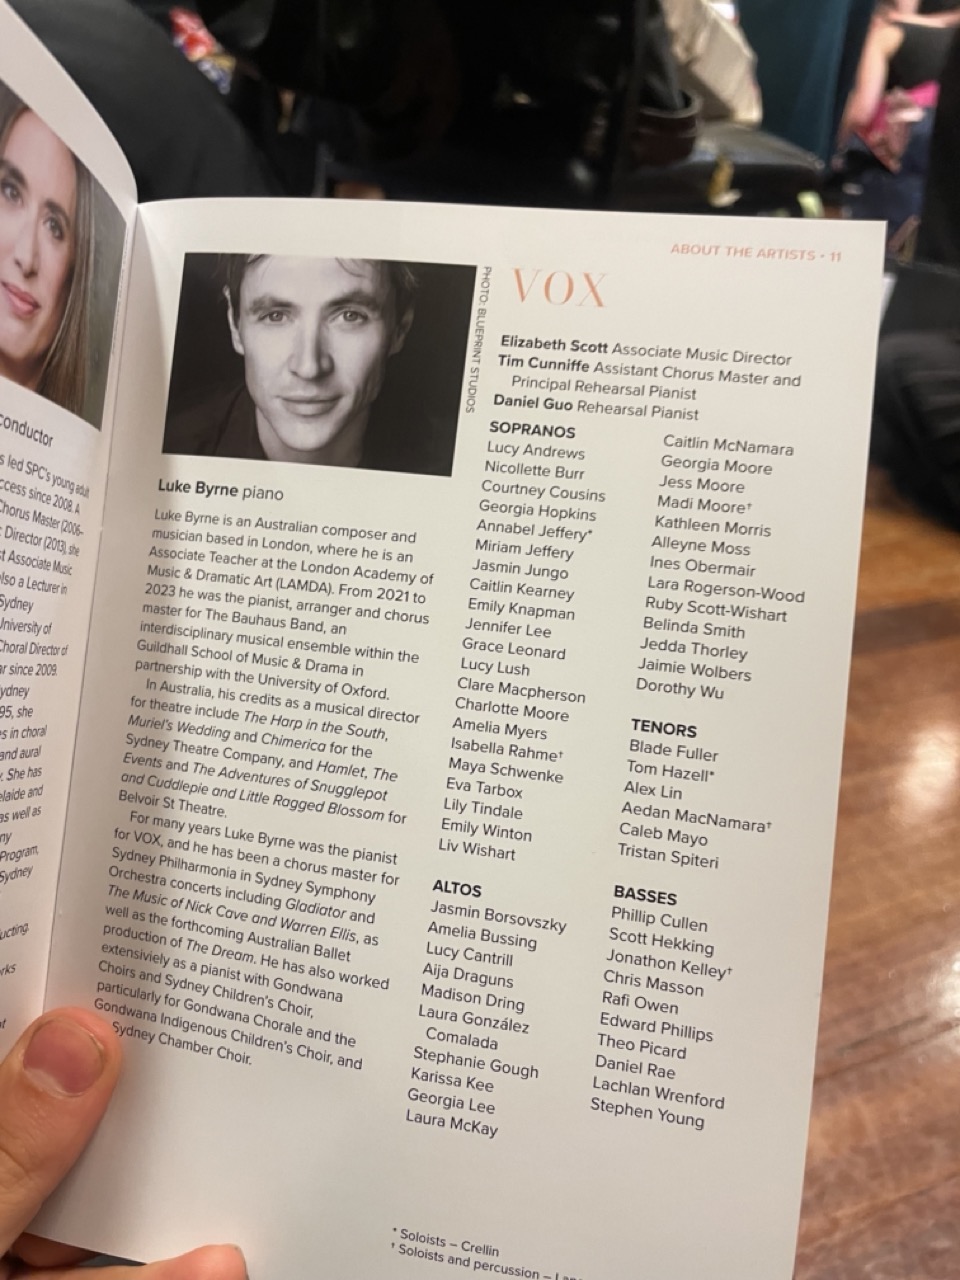 conductor
led SPC's young adult
success since 2008. A
Chorus Master (2006–
Director (2013), she
Associate Music
also a Lecturer in
Sydney
University of
Choral Director of
since 2009.
95, she
in choral
and aural
She has
as well as
Program,
Sydney
PHOTO: BLUEPRINT STUDIOS
Luke Byrne piano
Luke Byrne is an Australian composer and
musician based in London, where he is an
Associate Teacher at the London Academy of
Music & Dramatic Art (LAMDA). From 2021 to
2023 he was the pianist, arranger and chorus
master for The Bauhaus Band, an
interdisciplinary musical ensemble within the
Guildhall School of Music & Drama in
partnership with the University of Oxford.
In Australia, his credits as a musical director
for theatre include The Harp in the South,
Muriel's Wedding and Chimerica for the
Sydney Theatre Company, and Hamlet, The
Events and The Adventures of Snugglepot
and Cuddlepie and Little Ragged Blossom for
Belvoir St Theatre.
For many years Luke Byrne was the pianist
for VOX, and he has been a chorus master for
Sydney Philharmonia in Sydney Symphony
Orchestra concerts including Gladiator and
The Music of Nick Cave and Warren Ellis, as
well as the forthcoming Australian Ballet
production of The Dream. He has also worked
extensiviely as a pianist with Gondwana
Choirs and Sydney Children's Choir,
particularly for Gondwana Chorale and the
Gondwana Indigenous Children's Choir, and
Sydney Chamber Choir.
ABOUT THE ARTISTS • 11
VOX
Elizabeth Scott Associate Music Director
Tim Cunniffe Assistant Chorus Master and
Principal Rehearsal Pianist
Daniel Guo Rehearsal Pianist
SOPRANOS
Lucy Andrews
Nicollette Burr
Courtney Cousins
Georgia Hopkins
Annabel Jeffery*
Miriam Jeffery
Jasmin Jungo
Caitlin Kearney
Emily Knapman
Jennifer Lee
Grace Leonard
Lucy Lush
Clare Macpherson
Charlotte Moore
Amelia Myers
Isabella Rahme†
Maya Schwenke
Eva Tarbox
Lily Tindale
Emily Winton
Liv Wishart
ALTOS
Jasmin Borsovszky
Amelia Bussing
Lucy Cantrill
Aija Draguns
Madison Dring
Laura González
Comalada
Stephanie Gough
Karissa Kee
Georgia Lee
Laura McKay
Caitlin McNamara
Georgia Moore
Jess Moore
Madi Moore†
Kathleen Morris
Alleyne Moss
Ines Obermair
Lara Rogerson-Wood
Ruby Scott-Wishart
Belinda Smith
Jedda Thorley
Jaimie Wolbers
Dorothy Wu
TENORS
Blade Fuller
Tom Hazell*
Alex Lin
Aedan MacNamara†
Caleb Mayo
Tristan Spiteri
BASSES
Phillip Cullen
Scott Hekking
Jonathon Kelley†
Chris Masson
Rafi Owen
Edward Phillips
Theo Picard
Daniel Rae
Lachlan Wrenford
Stephen Young
* Soloists – Crellin
† Soloists and percussion –